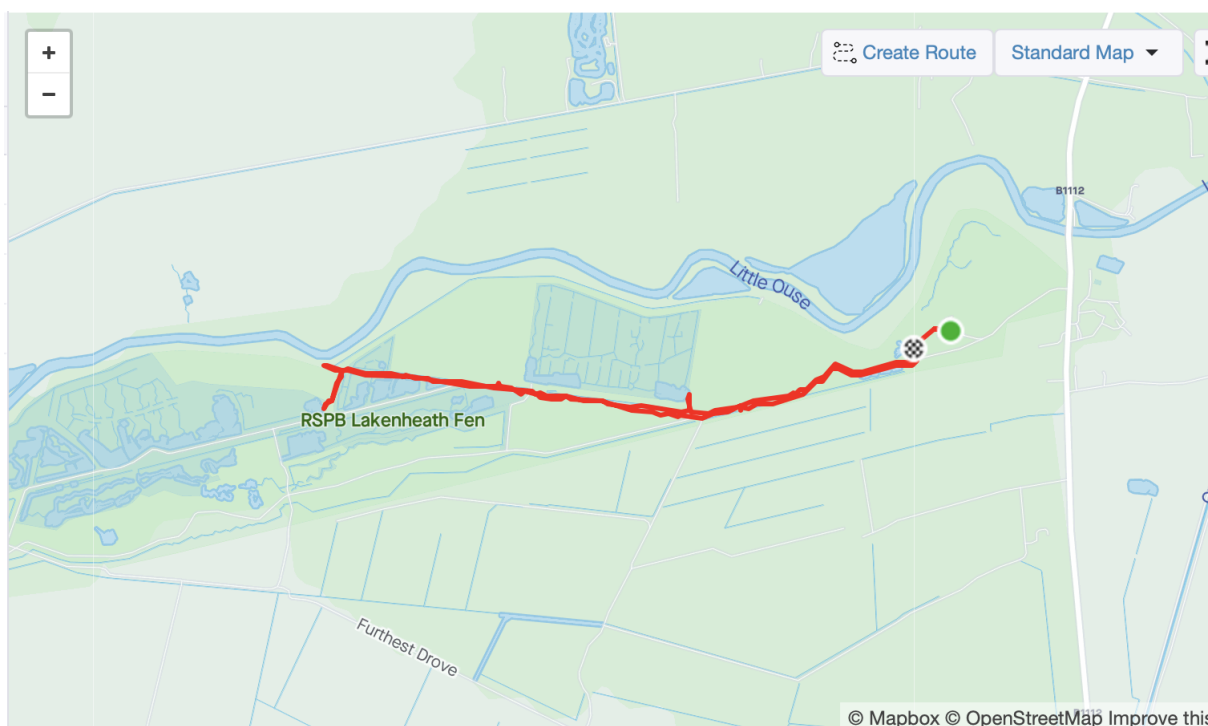 +
−
Create Route
Standard Map
B1112
Little Ouse
RSPB Lakenheath Fen
Furthest Drove
B1112
© Mapbox © OpenStreetMap Improve this